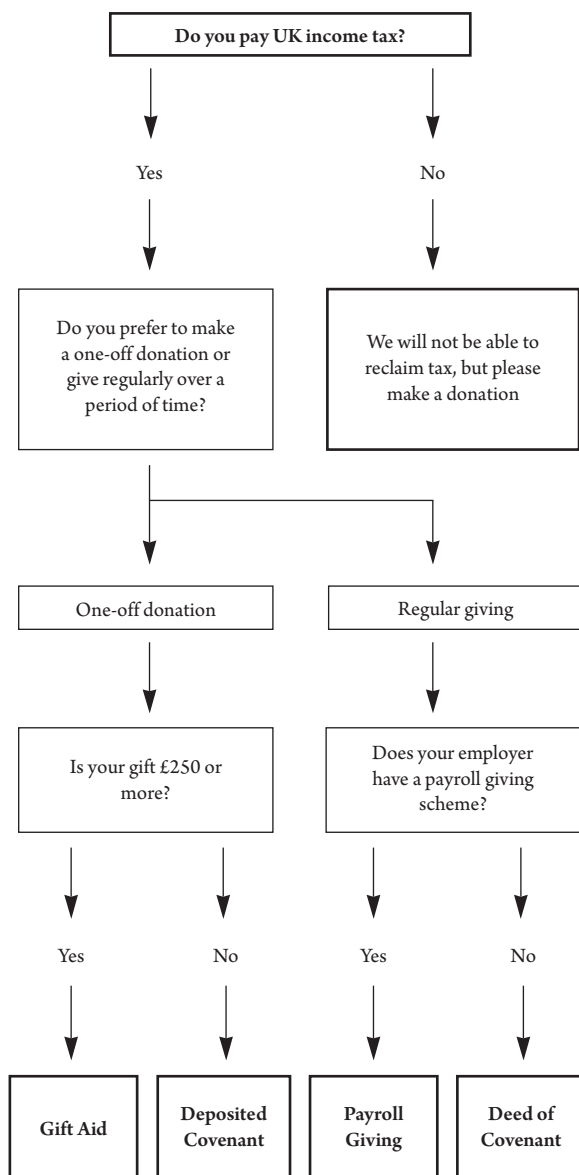 Do you pay UK income tax?
Yes
No
Do you prefer to make
a one-off donation or
give regularly over a
period of time?
We will not be able to
reclaim tax, but please
make a donation
One-off donation
Regular giving
Is your gift £250 or
more?
Does your employer
have a payroll giving
scheme?
Yes
No
Yes
No
Gift Aid
Deposited
Covenant
Payroll
Giving
Deed of
Covenant